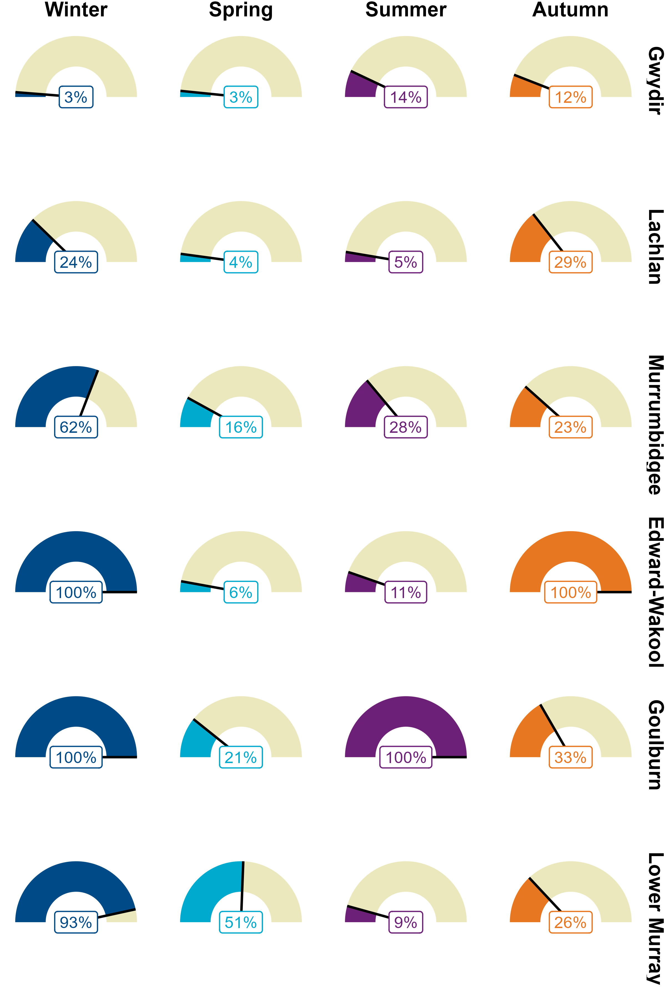 Winter Spring Summer Autumn
3% 3% 14% 12% Gwydir
24% 4% 5% 29% Lachlan
62% 16% 28% 23% Murrumbidgee
100% 6% 11% 100% Edward-Wakool
100% 21% 100% 33% Goulburn
93% 51% 9% 26% Lower Murray